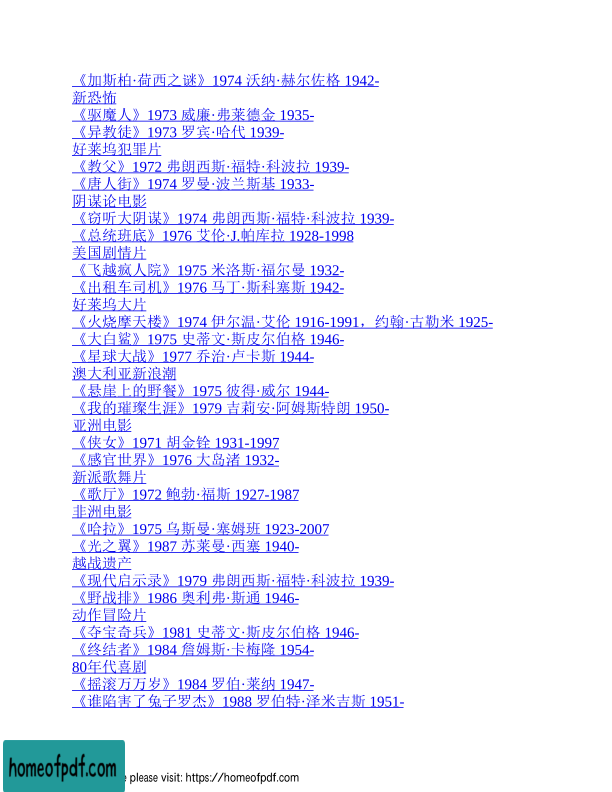 《加斯柏·荷西之谜》1974 沃纳·赫尔佐格 1942-
新恐怖
《驱魔人》1973 威廉·弗莱德金 1935-
《异教徒》1973 罗宾·哈代 1939-
好莱坞犯罪片
《教父》1972 弗朗西斯·福特·科波拉 1939-
《唐人街》1974 罗曼·波兰斯基 1933-
阴谋论电影
《窃听大阴谋》1974 弗朗西斯·福特·科波拉 1939-
《总统班底》1976 艾伦·J.帕库拉 1928-1998
美国剧情片
《飞越疯人院》1975 米洛斯·福尔曼 1932-
《出租车司机》1976 马丁·斯科塞斯 1942-
好莱坞大片
《火烧摩天楼》1974 伊尔温·艾伦 1916-1991，约翰·古勒米 1925-
《大白鲨》1975 史蒂文·斯皮尔伯格 1946-
《星球大战》1977 乔治·卢卡斯 1944-
澳大利亚新浪潮
《悬崖上的野餐》1975 彼得·威尔 1944-
《我的璀璨生涯》1979 吉莉安·阿姆斯特朗 1950-
亚洲电影
《侠女》1971 胡金铨 1931-1997
《感官世界》1976 大岛渚 1932-
新派歌舞片
《歌厅》1972 鲍勃·福斯 1927-1987
非洲电影
《哈拉》1975 乌斯曼·塞姆班 1923-2007
《光之翼》1987 苏莱曼·西塞 1940-
越战遗产
《现代启示录》1979 弗朗西斯·福特·科波拉 1939-
《野战排》1986 奥利弗·斯通 1946-
动作冒险片
《夺宝奇兵》1981 史蒂文·斯皮尔伯格 1946-
《终结者》1984 詹姆斯·卡梅隆 1954-
80年代喜剧
《摇滚万万岁》1984 罗伯·莱纳 1947-
《谁陷害了兔子罗杰》1988 罗伯特·泽米吉斯 1951-
homeofpdf.com
e please visit: https://homeofpdf.com